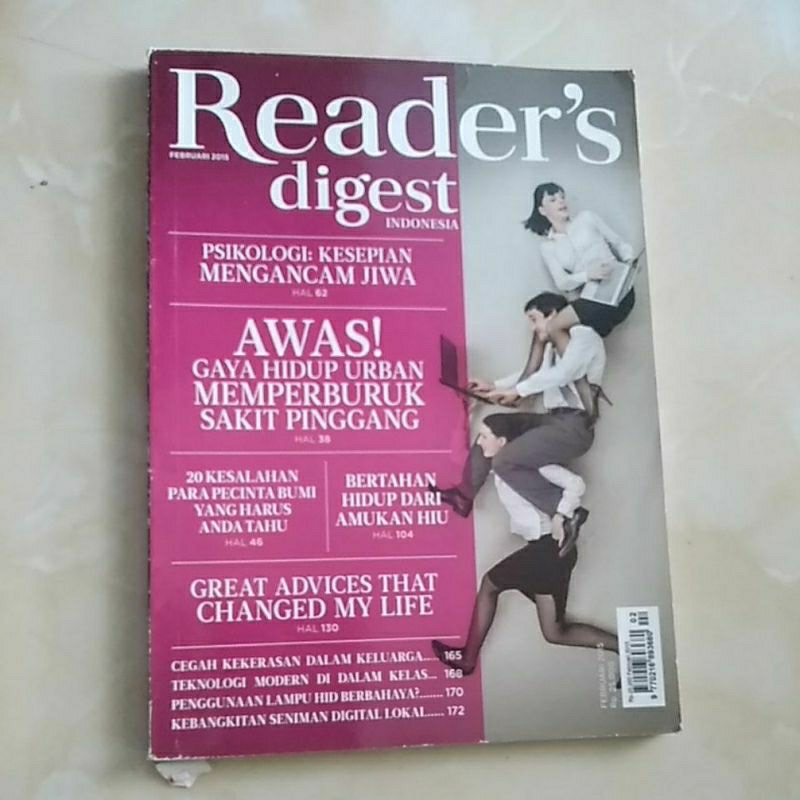 Reader's
FEBRUARI 2015
digest
INDONESIA
PSIKOLOGI: KESEPIAN
MENGANCAM JIWA
HAL 62
AWAS!
GAYA HIDUP URBAN
MEMPERBURUK
SAKIT PINGGANG
HAL 38
20 KESALAHAN
PARA PECINTA BUMI
YANG HARUS
ANDA TAHU
HAL 46
BERTAHAN
HIDUP DARI
AMUKAN HIU
HAL 104
GREAT ADVICES THAT
CHANGED MY LIFE
HAL 130
CEGAH KEKERASAN DALAM KELUARGA..... 165
TEKNOLOGI MODERN DI DALAM KELAS... 168
PENGGUNAAN LAMPU HID BERBAHAYA?....... 170
KEBANGKITAN SENIMAN DIGITAL LOKAL..... 172
FEBRUARI 2015
02